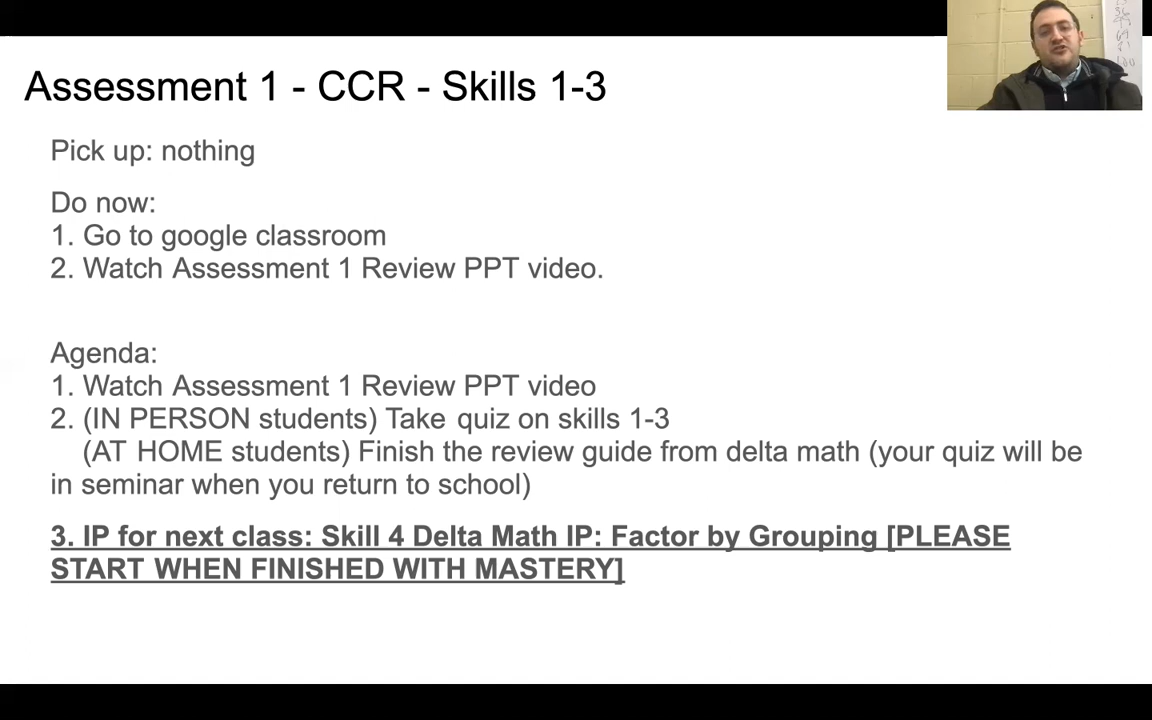 Assessment 1 - CCR - Skills 1-3
Pick up: nothing
Do now:
1. Go to google classroom
2. Watch Assessment 1 Review PPT video.
Agenda:
1. Watch Assessment 1 Review PPT video
2. (IN PERSON students) Take quiz on skills 1-3
(AT HOME students) Finish the review guide from delta math (your quiz will be
in seminar when you return to school)
3. IP for next class: Skill 4 Delta Math IP: Factor by Grouping [PLEASE
START WHEN FINISHED WITH MASTERY]